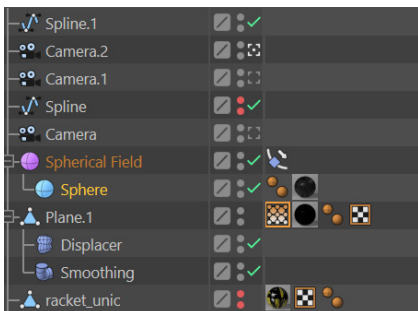 Spline.1
Camera.2
Camera.1
Spline
Camera
Spherical Field
Sphere
Plane.1
Displacer
Smoothing
racket_unic